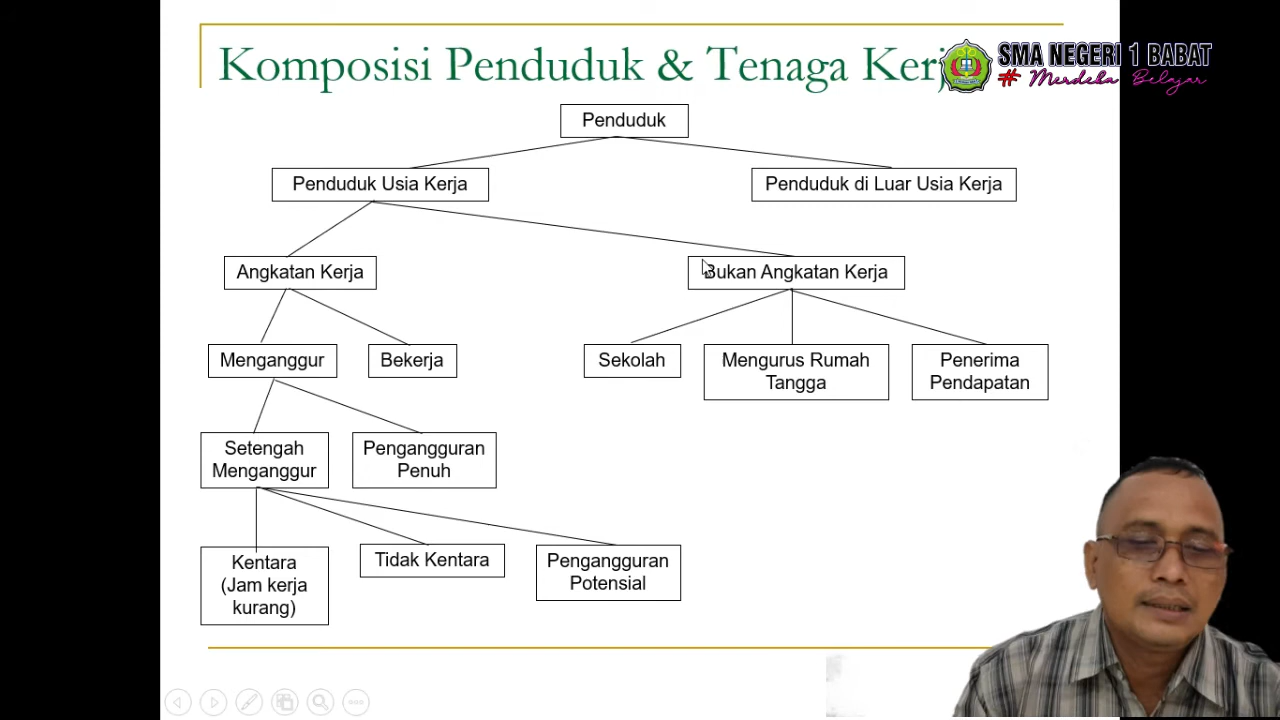 Komposisi Penduduk & Tenaga Kerj
SMA NEGERI 1 BABAT
# Merdeka Belajar
Penduduk
Penduduk Usia Kerja
Penduduk di Luar Usia Kerja
Angkatan Kerja
Bukan Angkatan Kerja
Menganggur
Bekerja
Sekolah
Mengurus Rumah
Tangga
Penerima
Pendapatan
Setengah
Menganggur
Pengangguran
Penuh
Kentara
(Jam kerja
kurang)
Tidak Kentara
Pengangguran
Potensial